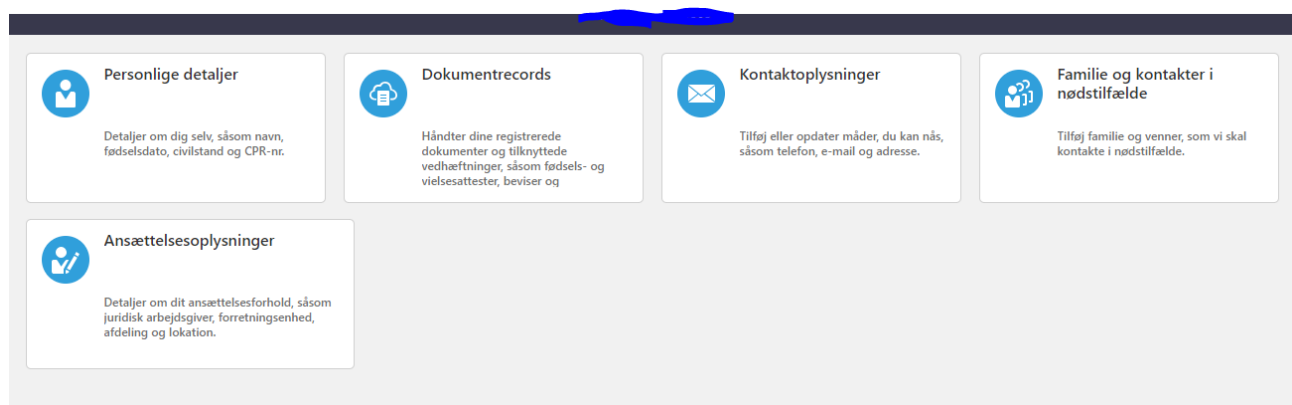 Personlige detaljer
Detaljer om dig selv, såsom navn,
fødselsdato, civilstand og CPR-nr.
Dokumentrecords
Håndter dine registrerede
dokumenter og tilknyttede
vedhæftninger, såsom fødsels- og
vielsesattester, beviser og
Kontaktoplysninger
Tilføj eller opdater måder, du kan nås,
såsom telefon, e-mail og adresse.
Familie og kontakter i
nødstilfælde
Tilføj familie og venner, som vi skal
kontakte i nødstilfælde.
Ansættelsesoplysninger
Detaljer om dit ansættelsesforhold, såsom
juridisk arbejdsgiver, forretningsenhed,
afdeling og lokation.